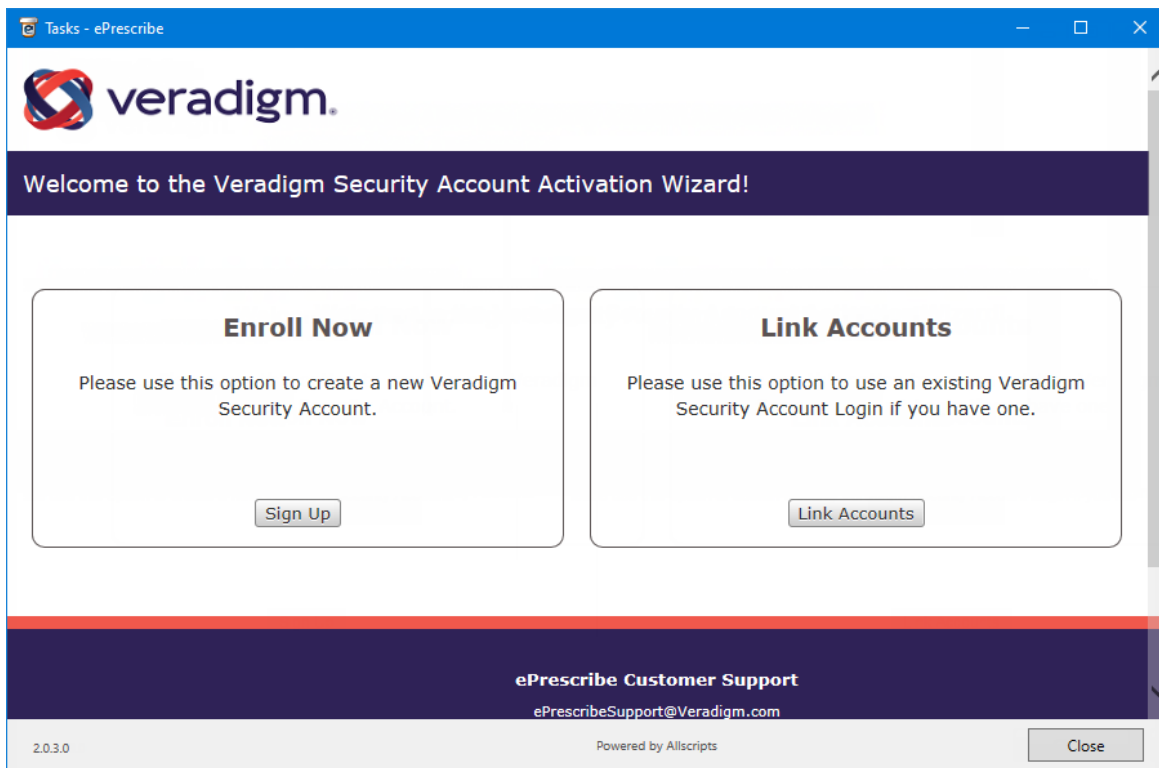 Tasks - ePrescribe
veradigm.
Welcome to the Veradigm Security Account Activation Wizard!
Enroll Now
Please use this option to create a new Veradigm
Security Account.
Sign Up
Link Accounts
Please use this option to use an existing Veradigm
Security Account Login if you have one.
Link Accounts
ePrescribe Customer Support
ePrescribeSupport@Veradigm.com
2.0.3.0
Powered by Allscripts
Close